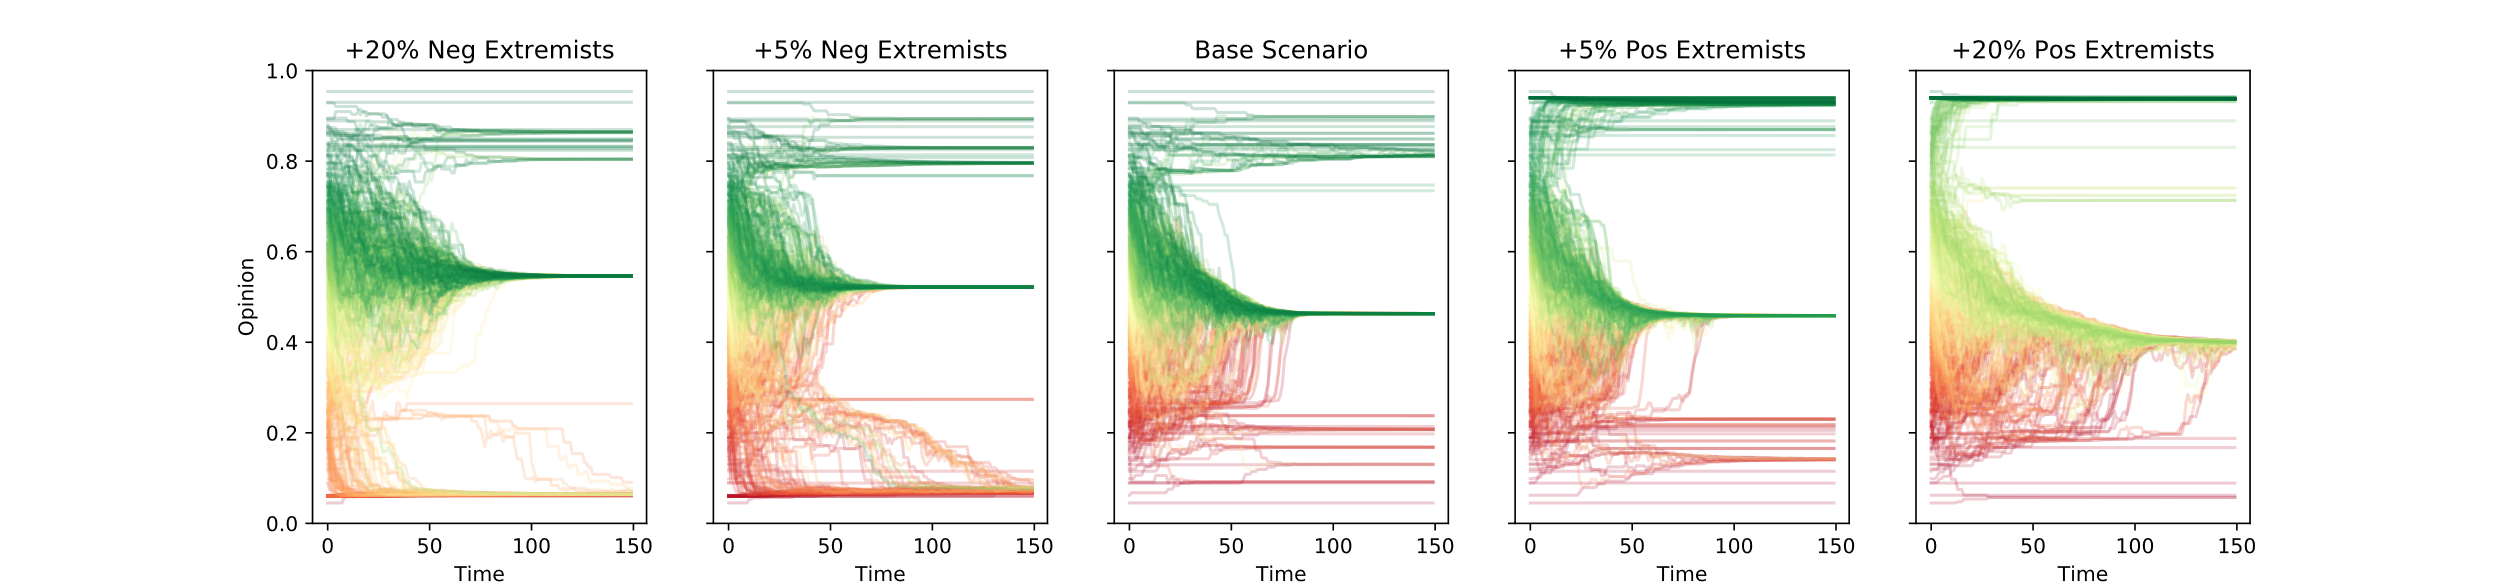 +20% Neg Extremists
+5% Neg Extremists
Base Scenario
+5% Pos Extremists
+20% Pos Extremists
1.0
0.8
0.6
0.4
0.2
0.0
Opinion
0 50 100 150
0 50 100 150
0 50 100 150
0 50 100 150
0 50 100 150
Time
Time
Time
Time
Time